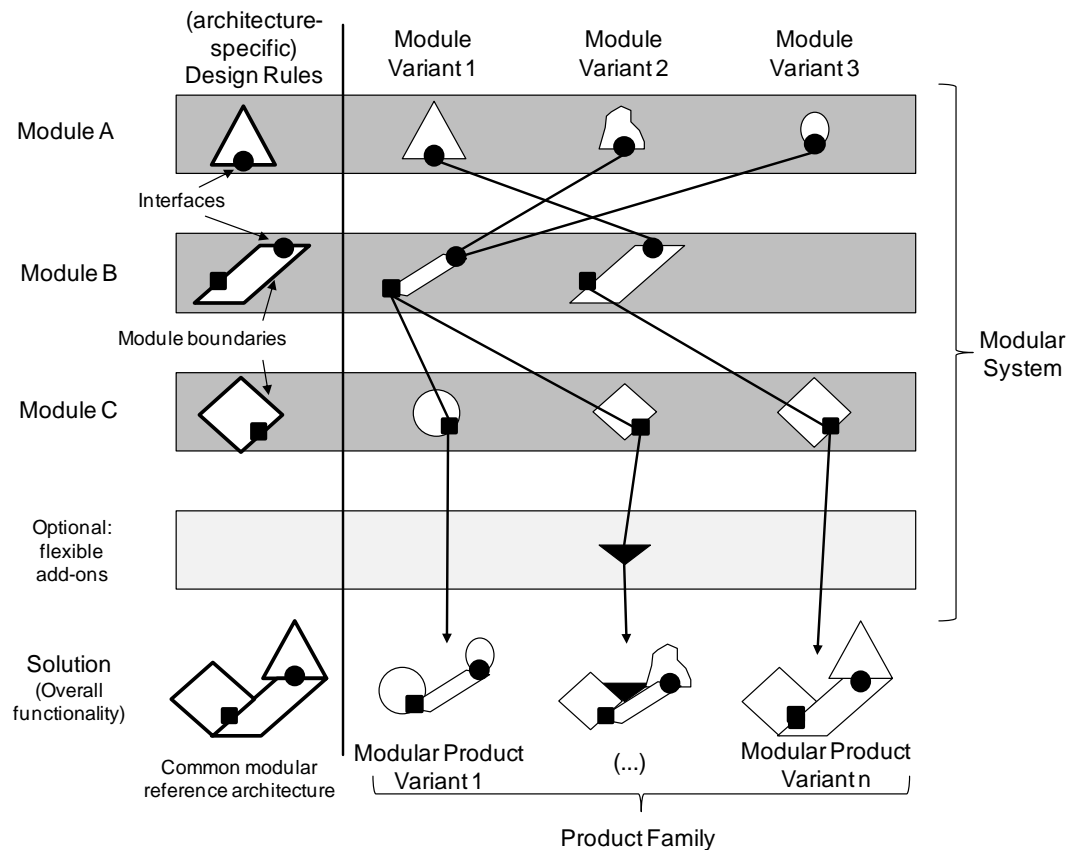 (architecture-
specific)
Design Rules
Module
Variant 1
Module
Variant 2
Module
Variant 3
Module A
Interfaces
Module B
Module boundaries
Modular
System
Module C
Optional:
flexible
add-ons
Solution
(Overall
functionality)
Common modular
reference architecture
Modular Product
Variant 1
(...)
Modular Product
Variant n
Product Family